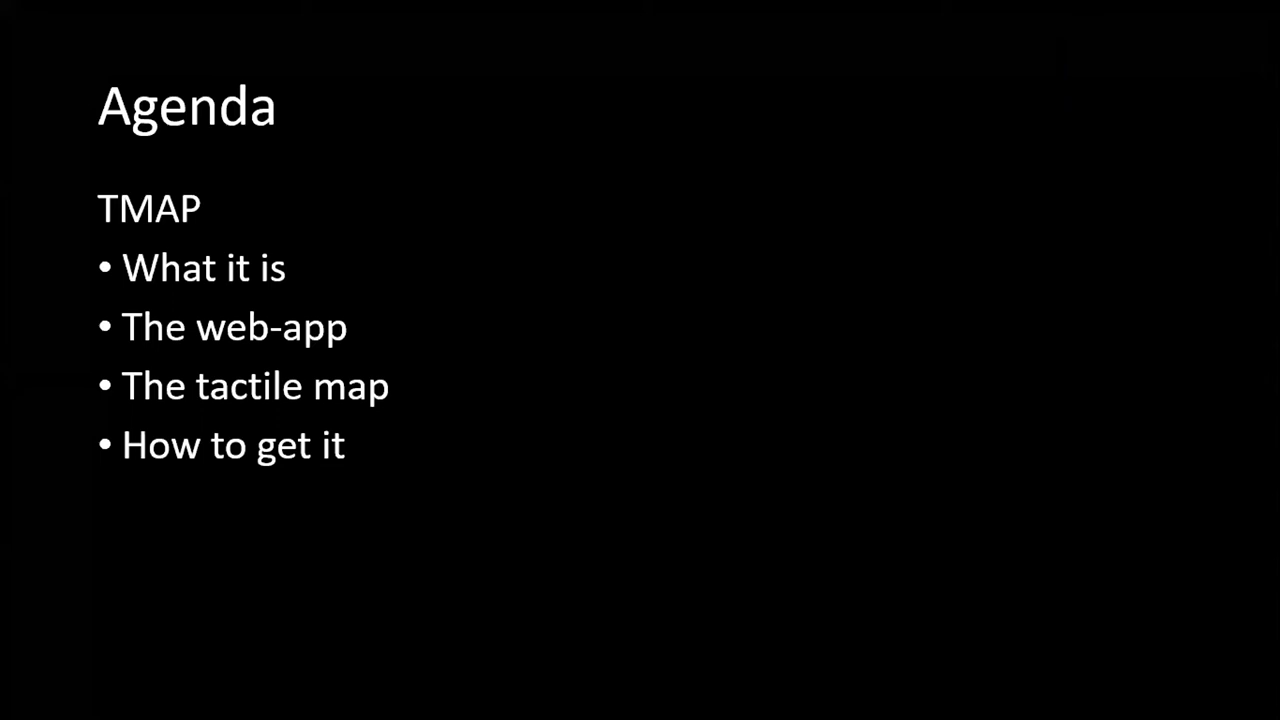 Agenda
TMAP
• What it is
• The web-app
• The tactile map
• How to get it